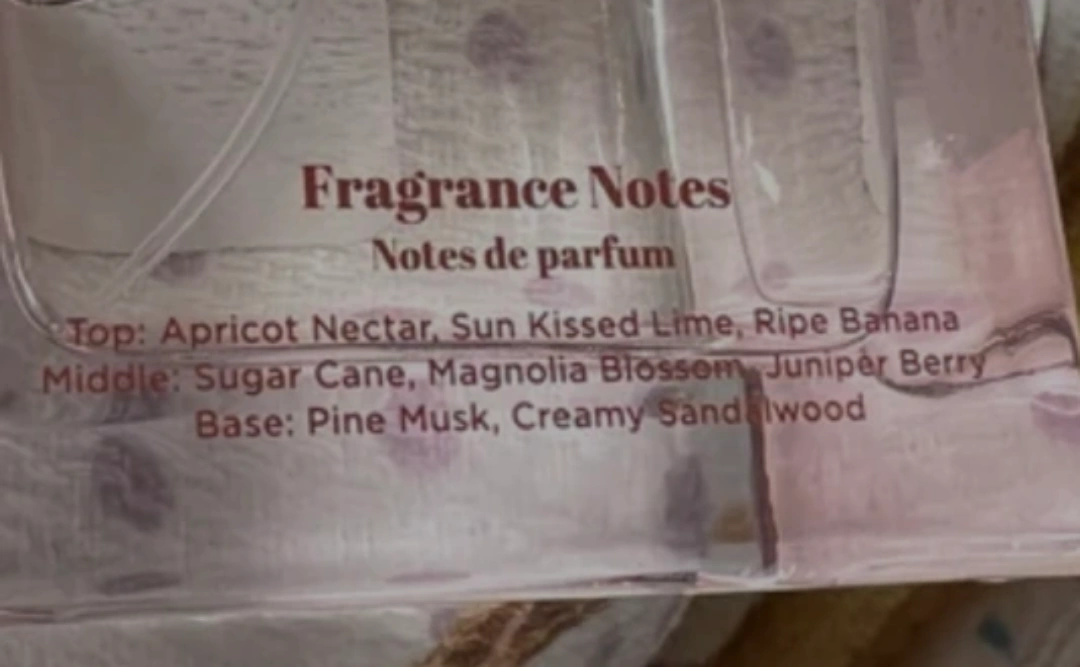 Fragrance Notes
Notes de parfum
Top: Apricot Nectar, Sun Kissed Lime, Ripe Banana
Middle: Sugar Cane, Magnolia Blossom, Juniper Berry
Base: Pine Musk, Creamy Sandalwood